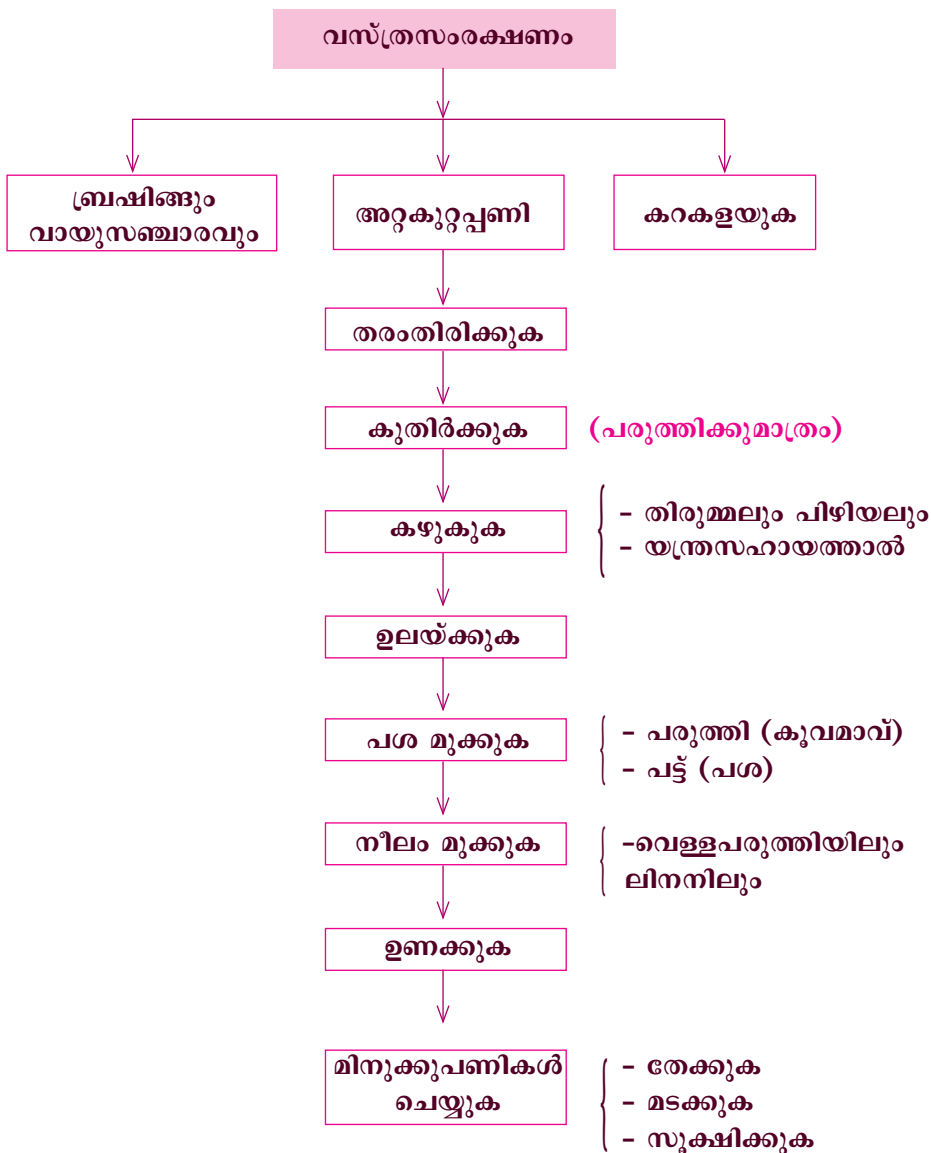 വസ്ത്രസംരക്ഷണം
ബ്രഷിങ്ങും
വായുസഞ്ചാരവും
അറ്റകുറ്റപ്പണി
കറകളയുക
തരംതിരിക്കുക
കുതിർക്കുക (പരുത്തിക്കുമാത്രം)
കഴുകുക
– തിരുമ്മലും പിഴിയലും
– യന്ത്രസഹായത്താൽ
ഉലയ്ക്കുക
പശ മുക്കുക
– പരുത്തി (കൂവമാവ്)
– പട്ട് (പശ)
നീലം മുക്കുക
–വെള്ളപരുത്തിയിലും
ലിനനിലും
ഉണക്കുക
മിനുക്കുപണികൾ
ചെയ്യുക
– തേക്കുക
– മടക്കുക
– സൂക്ഷിക്കുക